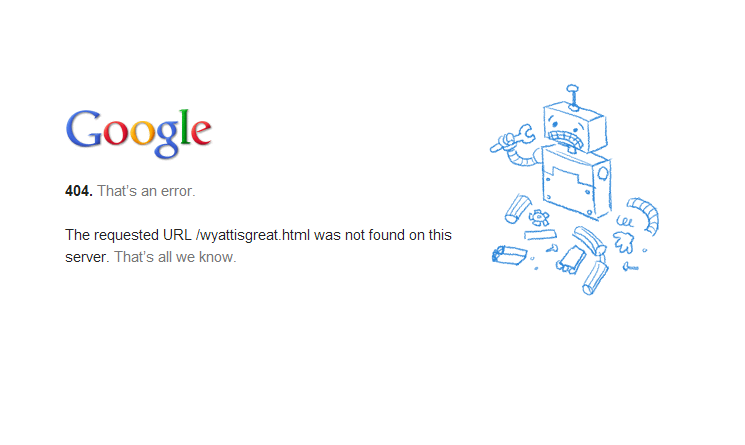 Google
404. That's an error.
The requested URL /wyattisgreat.html was not found on this
server. That's all we know.